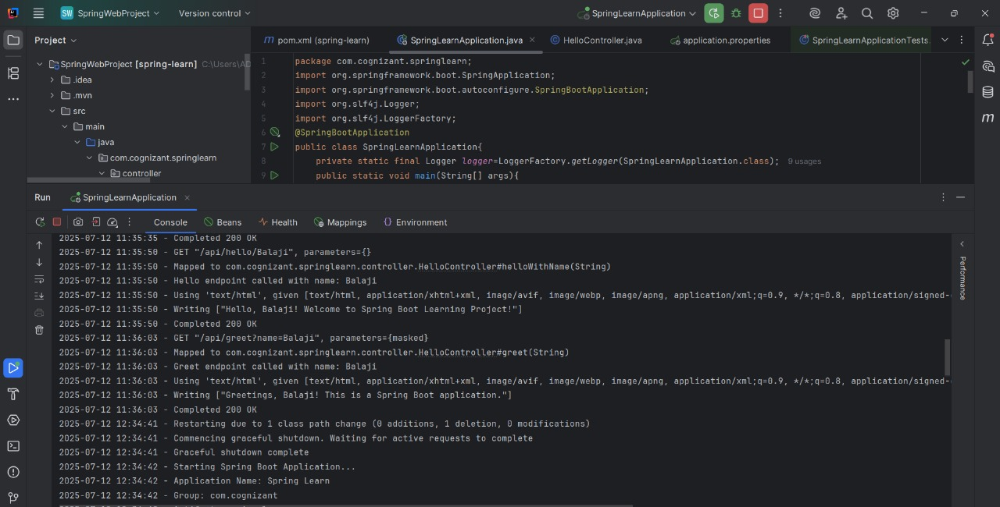 SW SpringWebProject Version control SpringLearnApplication
Project
pom.xml (spring-learn) SpringLearnApplication.java HelloController.java application.properties SpringLearnApplicationTests
SpringWebProject [spring-learn] C:\Users\AD
.idea
.mvn
src
main
java
com.cognizant.springlearn
controller
1 package com.cognizant.springlearn;
2 import org.springframework.boot.SpringApplication;
3 import org.springframework.boot.autoconfigure.SpringBootApplication;
4 import org.slf4j.Logger;
5 import org.slf4j.LoggerFactory;
6 @SpringBootApplication
7 public class SpringLearnApplication{
8 private static final Logger logger=LoggerFactory.getLogger(SpringLearnApplication.class); 9 usages
9 public static void main(String[] args){
Run SpringLearnApplication
Console Beans Health Mappings Environment
2025-07-12 11:35:35 - Completed 200 OK
2025-07-12 11:35:50 - GET "/api/hello/Balaji", parameters={}
2025-07-12 11:35:50 - Mapped to com.cognizant.springlearn.controller.HelloController#helloWithName(String)
2025-07-12 11:35:50 - Hello endpoint called with name: Balaji
2025-07-12 11:35:50 - Using 'text/html', given [text/html, application/xhtml+xml, image/avif, image/webp, image/apng, application/xml;q=0.9, */*;q=0.8, application/signed-
2025-07-12 11:35:50 - Writing ["Hello, Balaji! Welcome to Spring Boot Learning Project!"]
2025-07-12 11:35:50 - Completed 200 OK
2025-07-12 11:36:03 - GET "/api/greet?name=Balaji", parameters={masked}
2025-07-12 11:36:03 - Mapped to com.cognizant.springlearn.controller.HelloController#greet(String)
2025-07-12 11:36:03 - Greet endpoint called with name: Balaji
2025-07-12 11:36:03 - Using 'text/html', given [text/html, application/xhtml+xml, image/avif, image/webp, image/apng, application/xml;q=0.9, */*;q=0.8, application/signed-
2025-07-12 11:36:03 - Writing ["Greetings, Balaji! This is a Spring Boot application."]
2025-07-12 11:36:03 - Completed 200 OK
2025-07-12 12:34:41 - Restarting due to 1 class path change (0 additions, 1 deletion, 0 modifications)
2025-07-12 12:34:41 - Commencing graceful shutdown. Waiting for active requests to complete
2025-07-12 12:34:41 - Graceful shutdown complete
2025-07-12 12:34:42 - Starting Spring Boot Application...
2025-07-12 12:34:42 - Application Name: Spring Learn
2025-07-12 12:34:42 - Group: com.cognizant
Performance